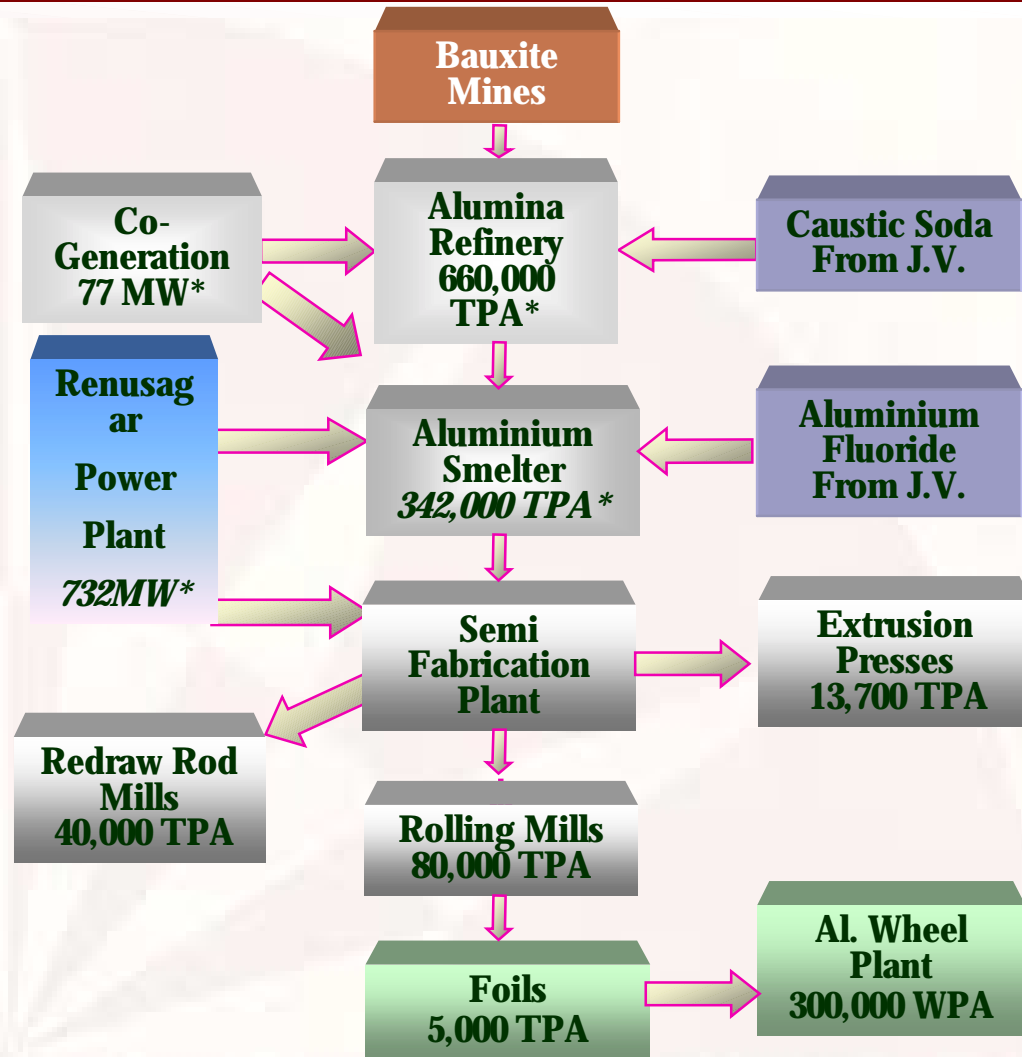 Bauxite
Mines
Co-
Generation
77 MW*
Alumina
Refinery
660,000
TPA*
Caustic Soda
From J.V.
Renusag
ar
Power
Plant
732MW*
Aluminium
Smelter
342,000 TPA*
Aluminium
Fluoride
From J.V.
Semi
Fabrication
Plant
Extrusion
Presses
13,700 TPA
Redraw Rod
Mills
40,000 TPA
Rolling Mills
80,000 TPA
Foils
5,000 TPA
Al. Wheel
Plant
300,000 WPA